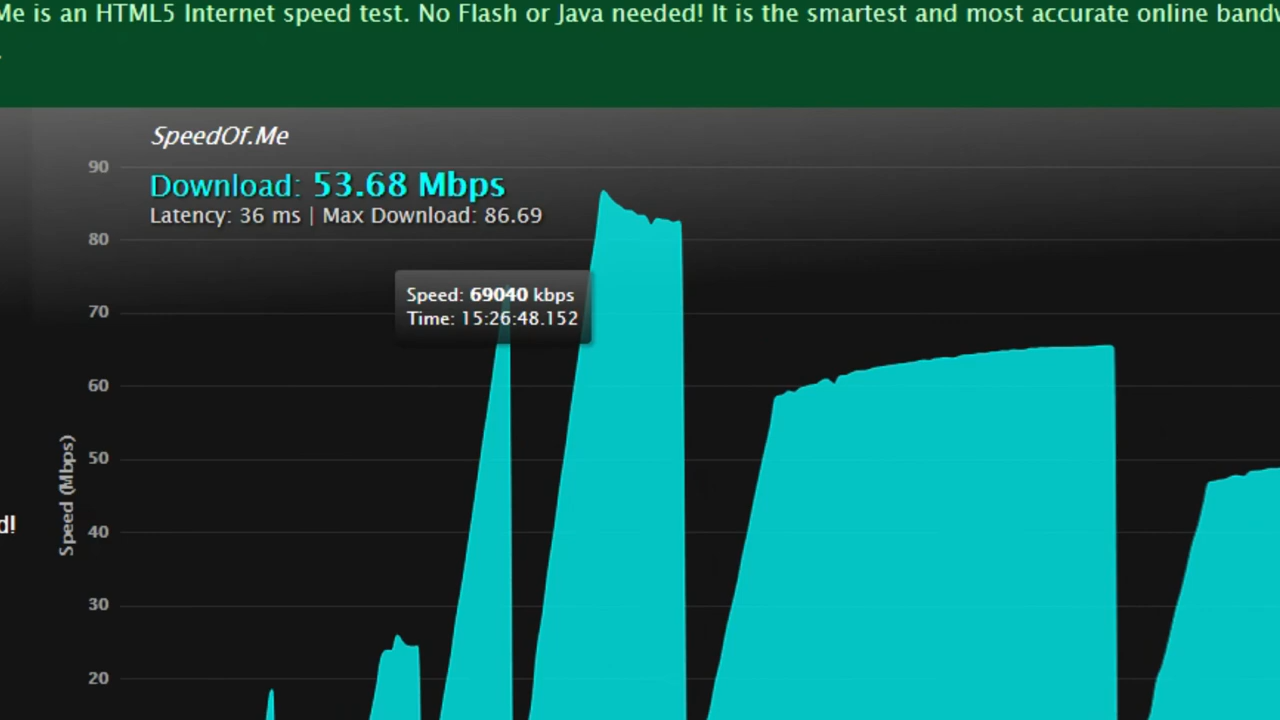 Me is an HTML5 Internet speed test. No Flash or Java needed! It is the smartest and most accurate online
.
SpeedOf.Me
Download: 53.68 Mbps
Latency: 36 ms | Max Download: 86.69
Speed: 69040 kbps
Time: 15:26:48.152
90
80
70
60
50
40
30
20
Speed (Mbps)
d!